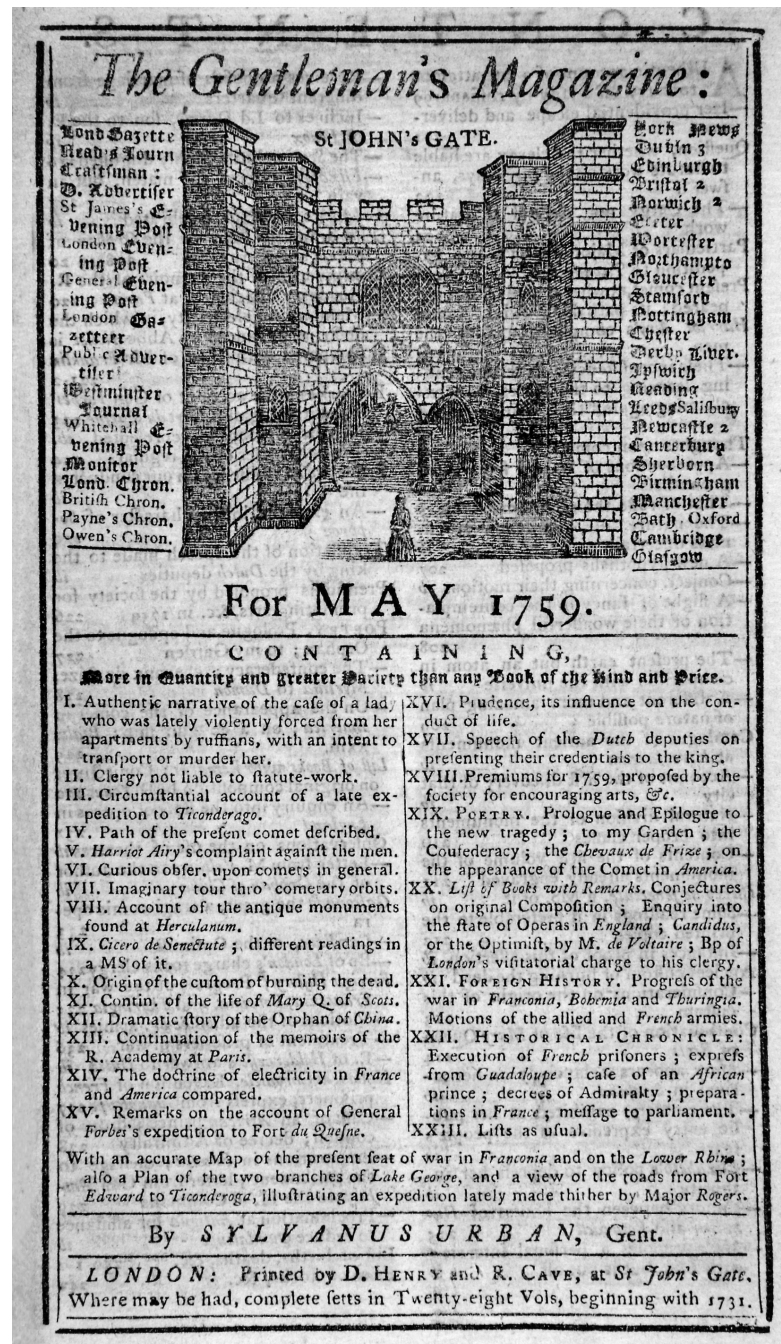 The Gentleman's Magazine:
St JOHN's GATE.
Lond Gazette
Read's Journ
Craftsman :
D. Advertiser
St James's E-
vening Post
London Even-
ing Post
General Even-
ing Post
London Ga-
zetteer
Public Adver-
tiser
Westminster
Journal
Whitehall E-
vening Post
Monitor
Lond. Chron.
Britiſh Chron.
Payne's Chron.
Owen's Chron.
York News
Dublin 3
Edinburgh
Bristol 2
Norwich 2
Exeter
Worcester
Northampto
Gloucester
Stamford
Nottingham
Chester
Derby Liver.
Ipswich
Reading
Leeds Saliſbury
Newcastle 2
Canterbury
Sherborn
Birmingham
Manchester
Bath Oxford
Cambridge
Glasgow
For MAY 1759.
CONTAINING,
More in Quantity and greater Variety than any Book of the Kind and Price.
I. Authentic narrative of the caſe of a lady
who was lately violently forced from her
apartments by ruffians, with an intent to
tranſport or murder her.
II. Clergy not liable to ſtatute-work.
III. Circumſtantial account of a late ex-
pedition to Ticonderago.
IV. Path of the preſent comet deſcribed.
V. Harriot Airy's complaint againſt the men.
VI. Curious obſer. upon comets in general.
VII. Imaginary tour thro' cometary orbits.
VIII. Account of the antique monuments
found at Herculanum.
IX. Cicero de Senectute ; different readings in
a MS of it.
X. Origin of the cuſtom of burning the dead.
XI. Contin. of the life of Mary Q. of Scots.
XII. Dramatic ſtory of the Orphan of China.
XIII. Continuation of the memoirs of the
R. Academy at Paris.
XIV. The doctrine of electricity in France
and America compared.
XV. Remarks on the account of General
Forbes's expedition to Fort du Queſne.
XVI. Prudence, its influence on the con-
duct of life.
XVII. Speech of the Dutch deputies on
preſenting their credentials to the king.
XVIII. Premiums for 1759, propoſed by the
ſociety for encouraging arts, &c.
XIX. POETRY. Prologue and Epilogue to
the new tragedy ; to my Garden ; the
Coufederacy ; the Chevaux de Frize ; on
the appearance of the Comet in America.
XX. Liſt of Books with Remarks. Conjectures
on original Compoſition ; Enquiry into
the ſtate of Operas in England ; Candidus,
or the Optimiſt, by M. de Voltaire ; Bp of
London's viſitatorial charge to his clergy.
XXI. FOREIGN HISTORY. Progreſs of the
war in Franconia, Bohemia and Thuringia.
Motions of the allied and French armies.
XXII. HISTORICAL CHRONICLE:
Execution of French priſoners ; expreſs
from Guadaloupe ; caſe of an African
prince ; decrees of Admiralty ; prepara-
tions in France ; meſſage to parliament.
XXIII. Liſts as uſual.
With an accurate Map of the preſent ſeat of war in Franconia and on the Lower Rhine ;
alſo a Plan of the two branches of Lake George, and a view of the roads from Fort
Edward to Ticonderoga, illuſtrating an expedition lately made thither by Major Rogers.
By SYLVANUS URBAN, Gent.
LONDON: Printed by D. HENRY and R. CAVE, at St John's Gate.
Where may be had, complete ſetts in Twenty-eight Vols, beginning with 1731.